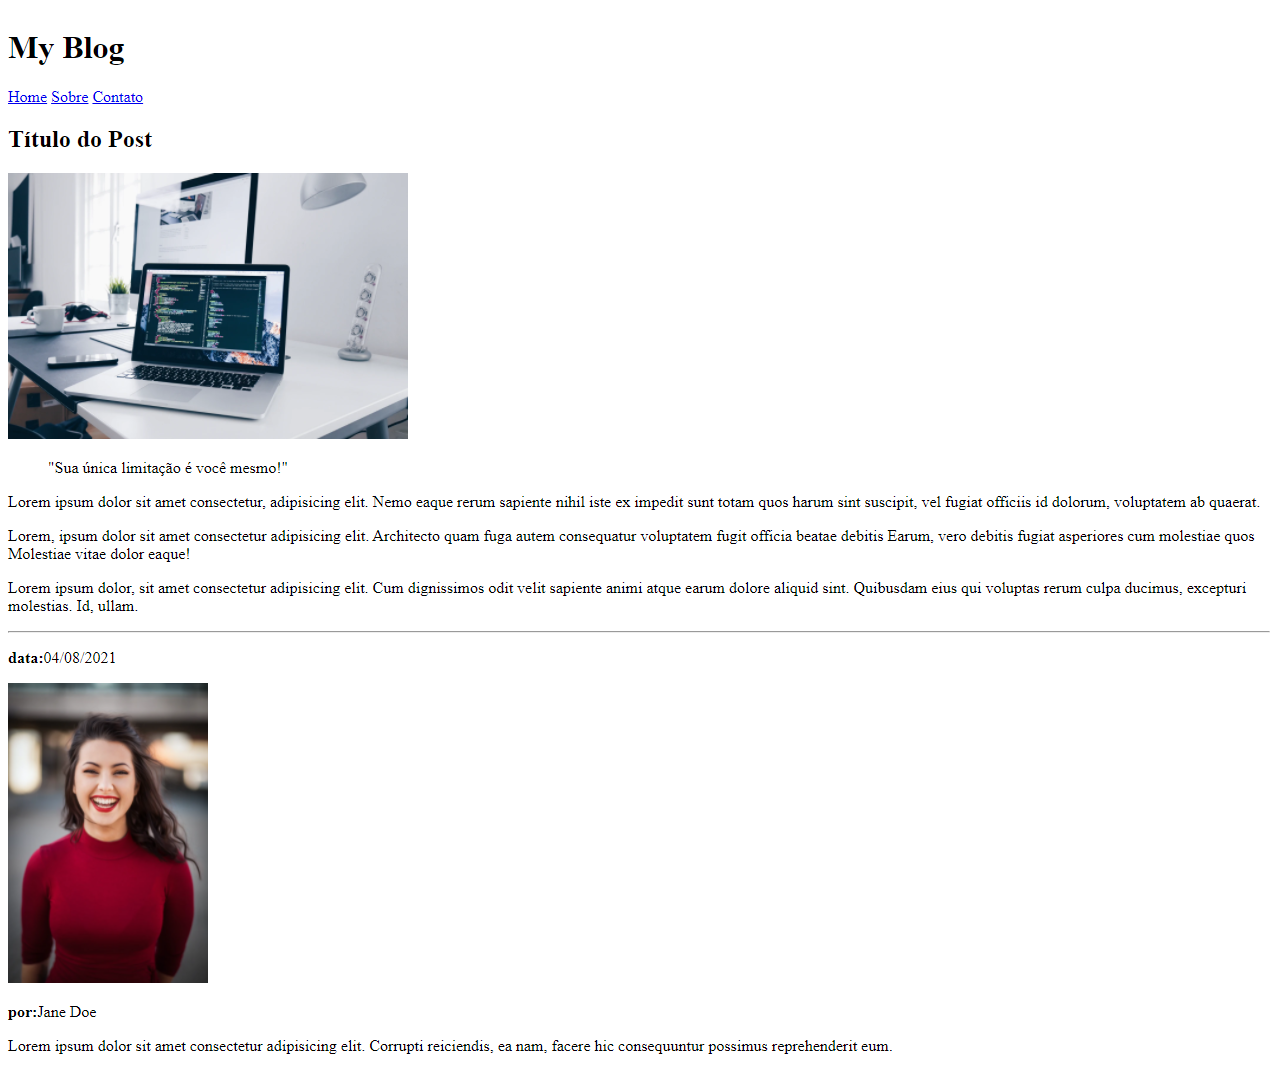 My Blog
Home Sobre Contato
Título do Post
"Sua única limitação é você mesmo!"
Lorem ipsum dolor sit amet consectetur, adipisicing elit. Nemo eaque rerum sapiente nihil iste ex impedit sunt totam quos harum sint suscipit, vel fugiat officiis id dolorum, voluptatem ab quaerat.
Lorem, ipsum dolor sit amet consectetur adipisicing elit. Architecto quam fuga autem consequatur voluptatem fugit officia beatae debitis Earum, vero debitis fugiat asperiores cum molestiae quos
Molestiae vitae dolor eaque!
Lorem ipsum dolor, sit amet consectetur adipisicing elit. Cum dignissimos odit velit sapiente animi atque earum dolore aliquid sint. Quibusdam eius qui voluptas rerum culpa ducimus, excepturi
molestias. Id, ullam.
data:04/08/2021
por:Jane Doe
Lorem ipsum dolor sit amet consectetur adipisicing elit. Corrupti reiciendis, ea nam, facere hic consequuntur possimus reprehenderit eum.